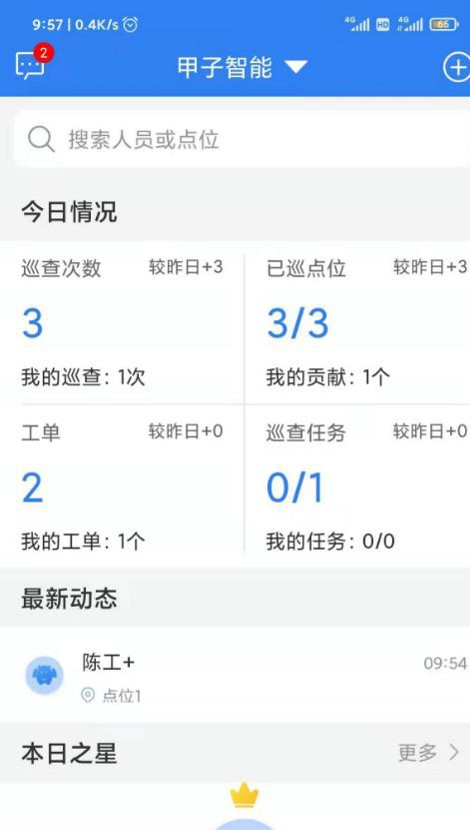 9:57 | 0.4K/s
4G HD 4G 65
2
甲子智能
搜索人员或点位
今日情况
巡查次数 较昨日+3
已巡点位 较昨日+3
3
3/3
我的巡查：1次
我的贡献：1个
工单 较昨日+0
巡查任务 较昨日+0
2
0/1
我的工单：1个
我的任务：0/0
最新动态
陈工+
09:54
点位1
本日之星
更多